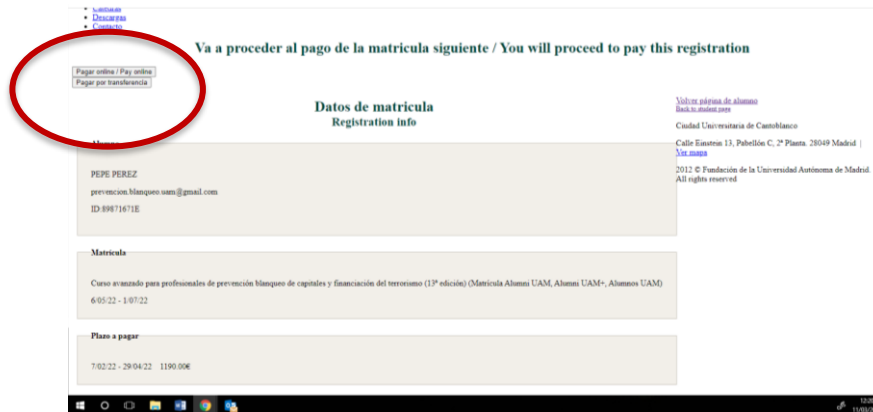 Descargas
Contacto
Va a proceder al pago de la matricula siguiente / You will proceed to pay this registration
Pagar online / Pay online
Pagar por transferencia
Datos de matricula
Registration info
Volver página de alumno
Back to student page
Ciudad Universitaria de Cantoblanco
Calle Einstein 13, Pabellón C, 2ª Planta. 28049 Madrid |
Ver mapa
2012 © Fundación de la Universidad Autónoma de Madrid.
All rights reserved
PEPE PEREZ
prevencion.blanqueo.uam@gmail.com
ID:89871671E
Matrícula
Curso avanzado para profesionales de prevención blanqueo de capitales y financiación del terrorismo (13ª edición) (Matrícula Alumni UAM, Alumni UAM+, Alumnos UAM)
6/05/22 - 1/07/22
Plazo a pagar
7/02/22 - 29/04/22 1190.00€